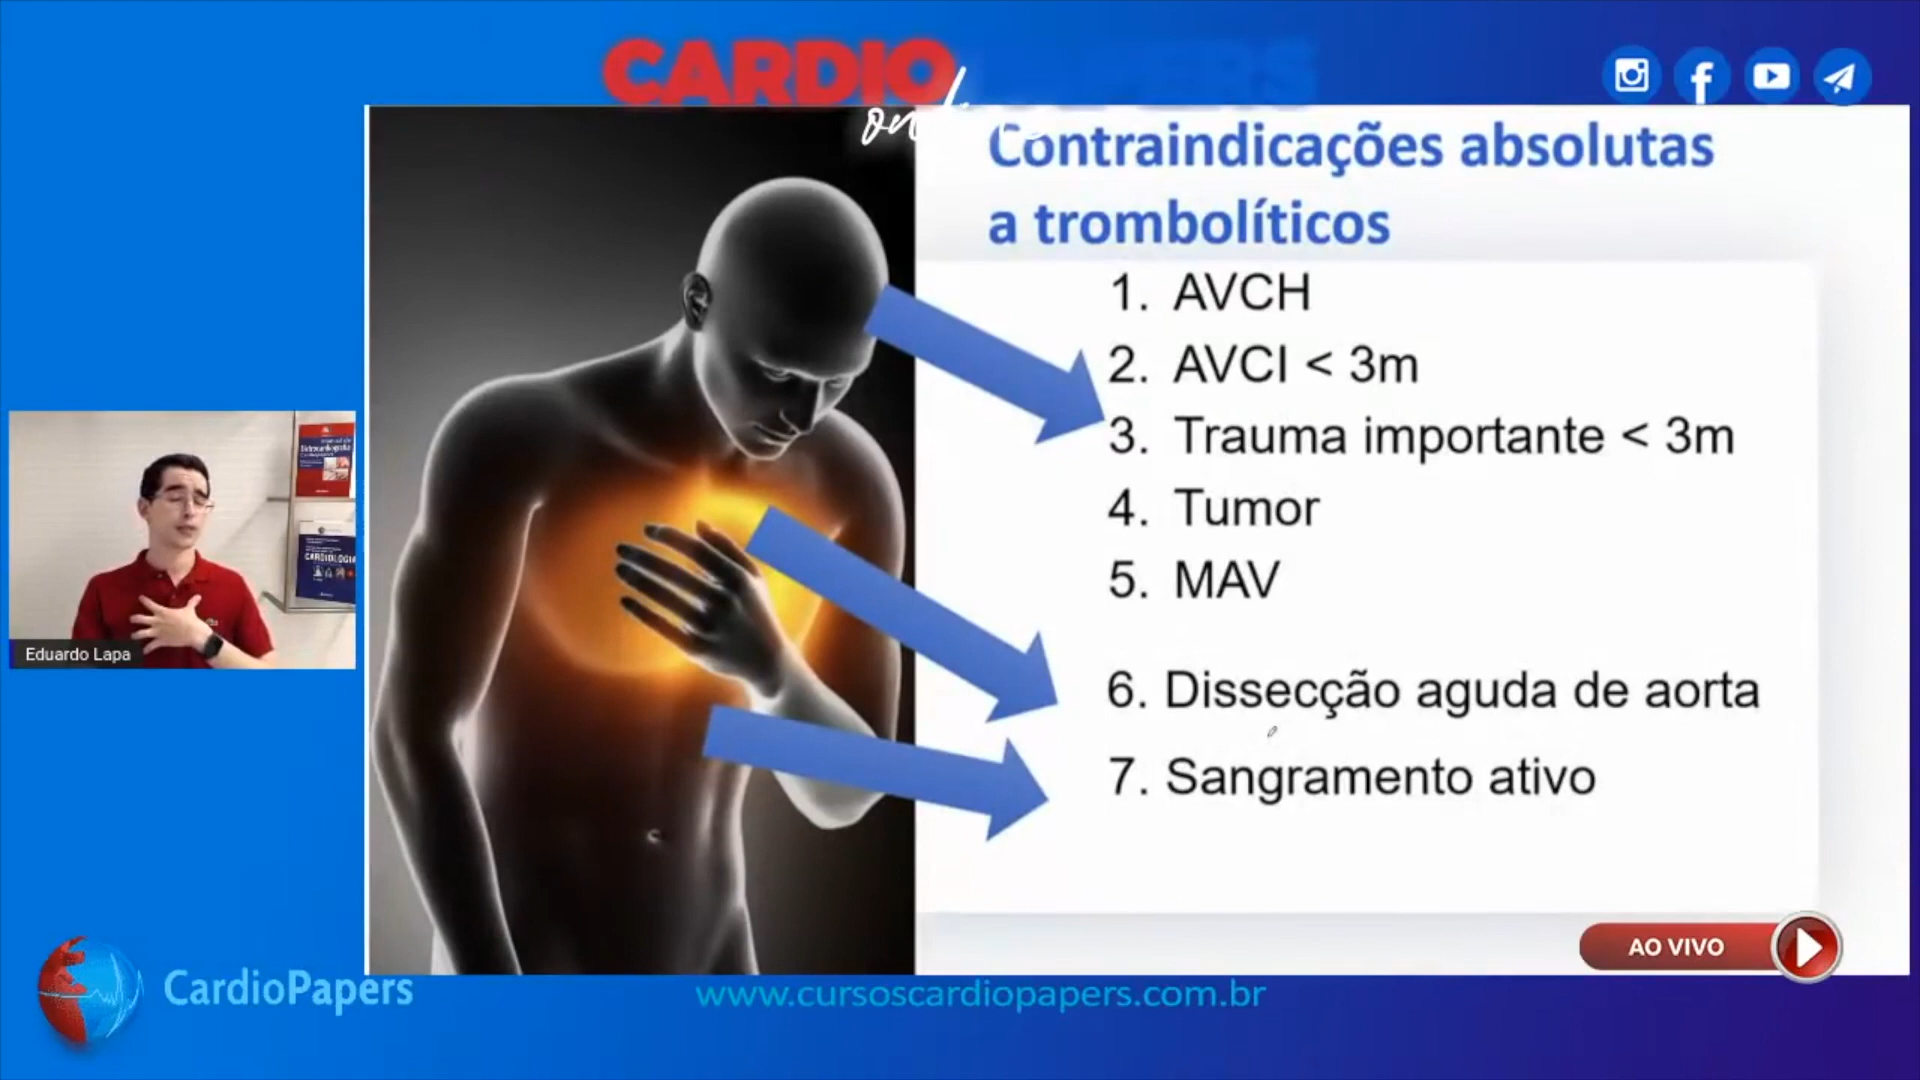 CARDIO
Contraindicações absolutas
a trombolíticos
1. AVCH
2. AVCI < 3m
3. Trauma importante < 3m
4. Tumor
5. MAV
6. Dissecção aguda de aorta
7. Sangramento ativo
CARDIOLOGIA
Eduardo Lapa
AO VIVO
CardioPapers
www.cursoscardiopapers.com.br